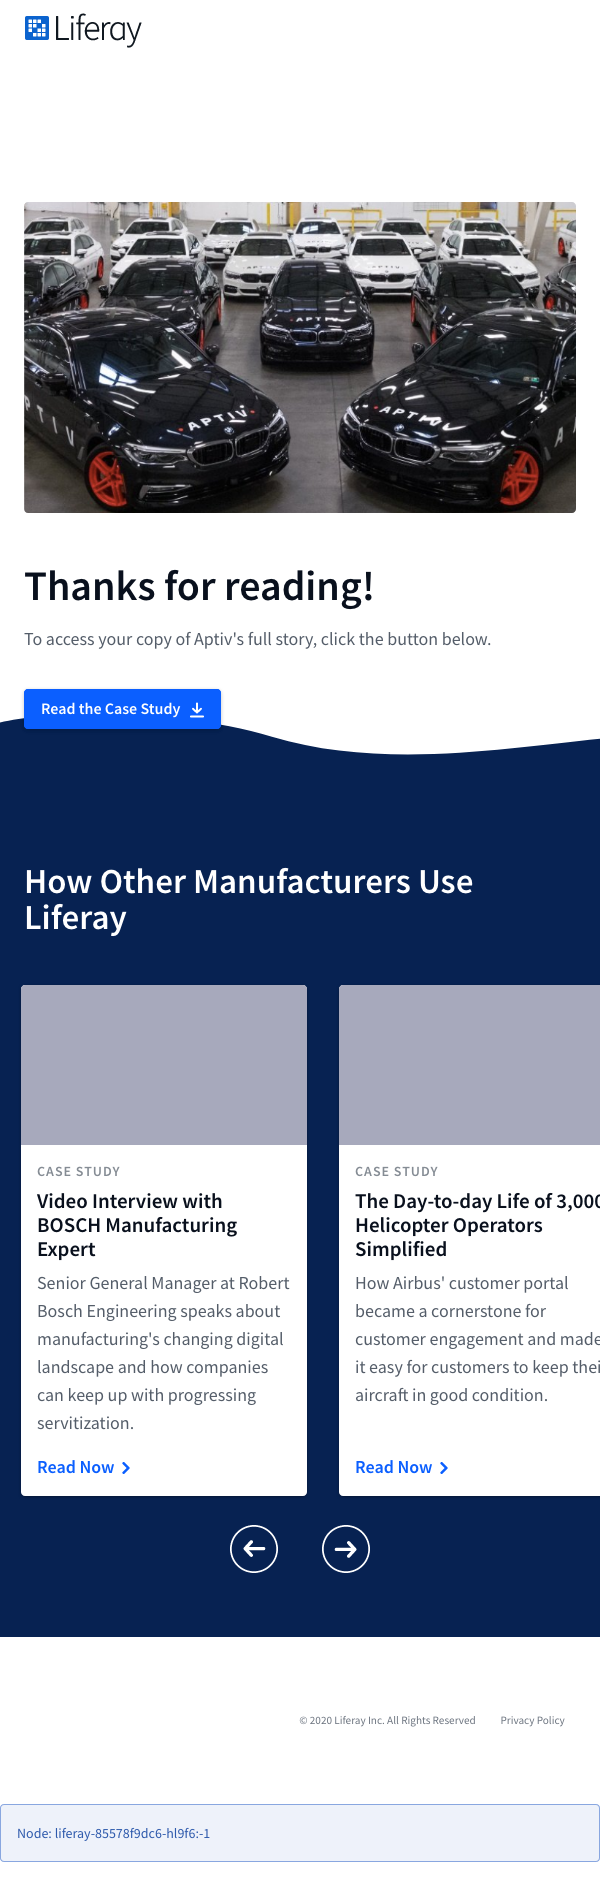 Liferay
APTIV
APTIV
Thanks for reading!
To access your copy of Aptiv's full story, click the button below.
Read the Case Study
How Other Manufacturers Use
Liferay
CASE STUDY
Video Interview with
BOSCH Manufacturing
Expert
Senior General Manager at Robert
Bosch Engineering speaks about
manufacturing's changing digital
landscape and how companies
can keep up with progressing
servitization.
Read Now
CASE STUDY
The Day-to-day Life of 3,000
Helicopter Operators
Simplified
How Airbus' customer portal
became a cornerstone for
customer engagement and made
it easy for customers to keep thei
aircraft in good condition.
Read Now
© 2020 Liferay Inc. All Rights Reserved Privacy Policy
Node: liferay-85578f9dc6-hl9f6:-1